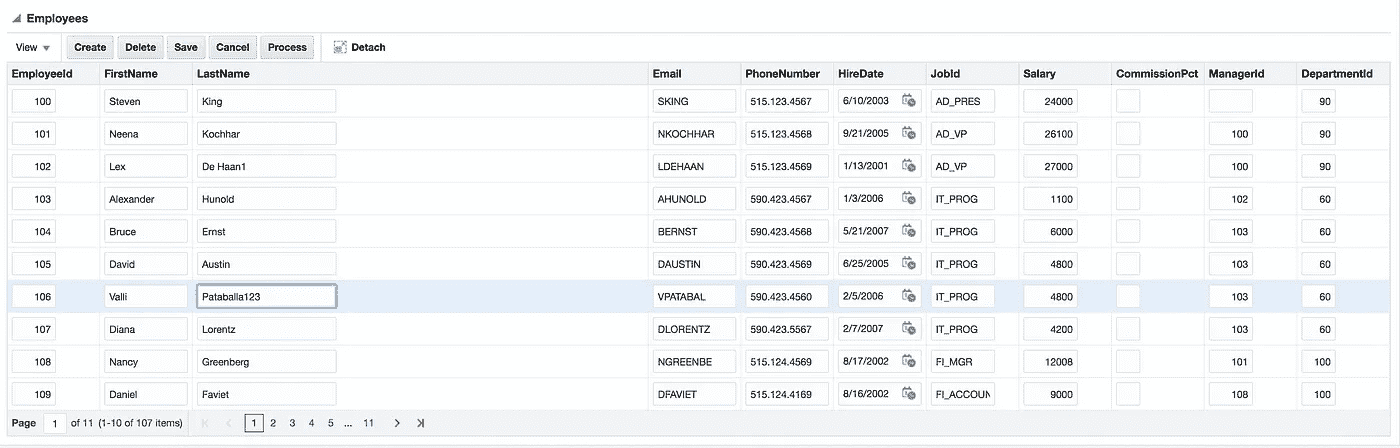 Employees
View Create Delete Save Cancel Process Detach
EmployeeId FirstName LastName Email PhoneNumber HireDate JobId Salary CommissionPct ManagerId DepartmentId
100 Steven King SKING 515.123.4567 6/10/2003 AD_PRES 24000 90
101 Neena Kochhar NKOCHHAR 515.123.4568 9/21/2005 AD_VP 26100 100 90
102 Lex De Haan1 LDEHAAN 515.123.4569 1/13/2001 AD_VP 27000 100 90
103 Alexander Hunold AHUNOLD 590.423.4567 1/3/2006 IT_PROG 1100 102 60
104 Bruce Ernst BERNST 590.423.4568 5/21/2007 IT_PROG 6000 103 60
105 David Austin DAUSTIN 590.423.4569 6/25/2005 IT_PROG 4800 103 60
106 Valli Pataballa123 VPATABAL 590.423.4560 2/5/2006 IT_PROG 4800 103 60
107 Diana Lorentz DLORENTZ 590.423.5567 2/7/2007 IT_PROG 4200 103 60
108 Nancy Greenberg NGREENBE 515.124.4569 8/17/2002 FI_MGR 12008 101 100
109 Daniel Faviet DFAVIET 515.124.4169 8/16/2002 FI_ACCOUN 9000 108 100
Page 1 of 11 (1-10 of 107 items) 1 2 3 4 5 ... 11